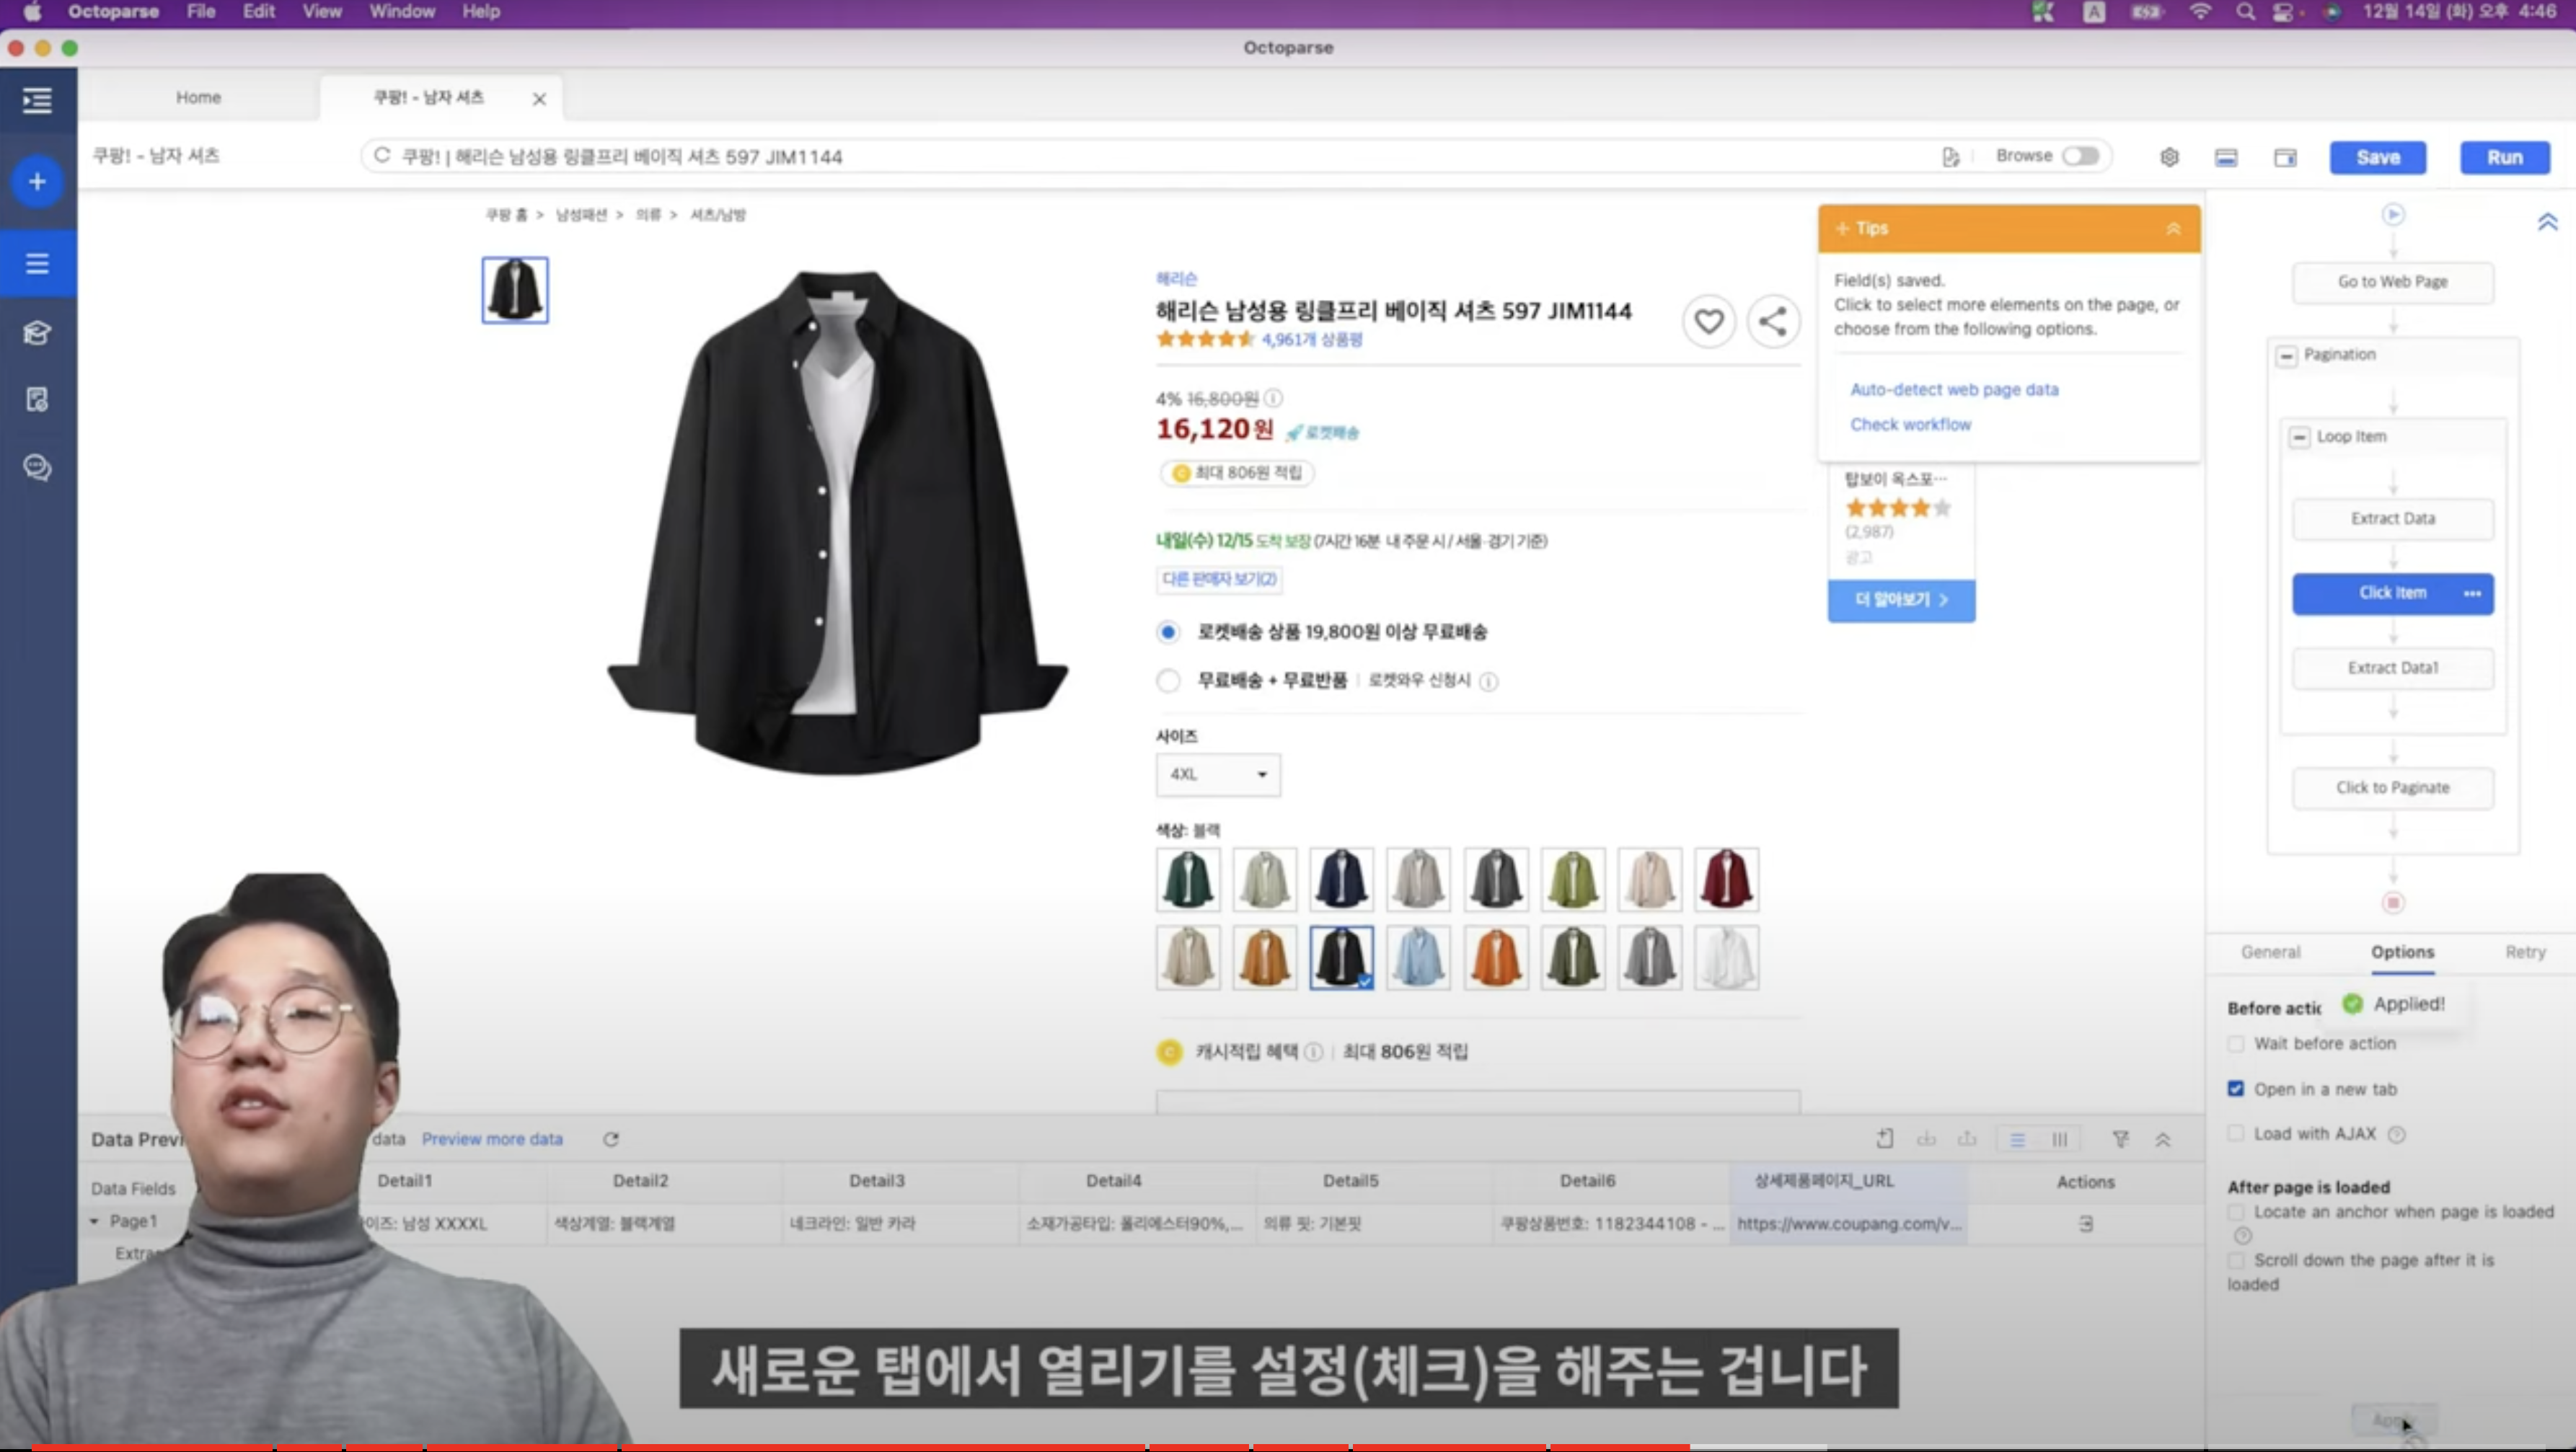 Octoparse File Edit View Window Help
A
12월 14일 (화) 오후 4:46
Octoparse
Home
쿠팡! - 남자 셔츠
쿠팡! - 남자 셔츠
쿠팡! | 해리슨 남성용 링클프리 베이직 셔츠 597 JIM1144
Browse
Save
Run
쿠팡 홈 > 남성패션 > 의류 > 셔츠/남방
해리슨
해리슨 남성용 링클프리 베이직 셔츠 597 JIM1144
4,961개 상품평
4% 16,800원
16,120원 로켓배송
최대 806원 적립
내일(수) 12/15 도착 보장 (7시간 16분 내 주문 시 / 서울·경기 기준)
다른 판매자 보기(2)
로켓배송 상품 19,800원 이상 무료배송
무료배송 + 무료반품 | 로켓와우 신청시
사이즈
4XL
색상: 블랙
캐시적립 혜택 | 최대 806원 적립
+ Tips
Field(s) saved.
Click to select more elements on the page, or
choose from the following options.
Auto-detect web page data
Check workflow
탑보이 옥스포…
(2,987)
광고
더 알아보기 >
Go to Web Page
Pagination
Loop Item
Extract Data
Click Item
Extract Data1
Click to Paginate
General Options Retry
Applied!
Before actio
Wait before action
Open in a new tab
Load with AJAX
After page is loaded
Locate an anchor when page is loaded
Scroll down the page after it is
loaded
Data Previ
data Preview more data
Data Fields
Detail1 Detail2 Detail3 Detail4 Detail5 Detail6 상세제품페이지_URL Actions
Page1
이즈: 남성 XXXXL 색상계열: 블랙계열 네크라인: 일반 카라 소재가공타입: 폴리에스터90%,... 의류 핏: 기본핏 쿠팡상품번호: 1182344108 - ... https://www.coupang.com/v...
Extra
새로운 탭에서 열리기를 설정(체크)을 해주는 겁니다